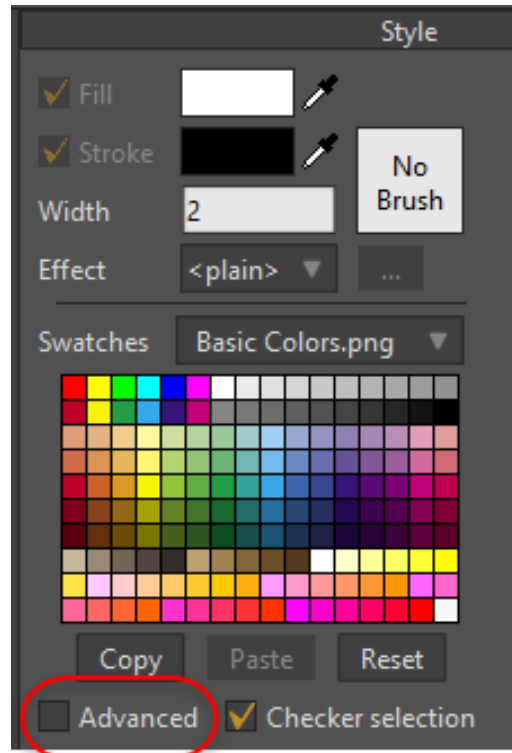 Style
Fill
Stroke
No
Brush
Width 2
Effect <plain> ...
Swatches Basic Colors.png
Copy Paste Reset
Advanced Checker selection